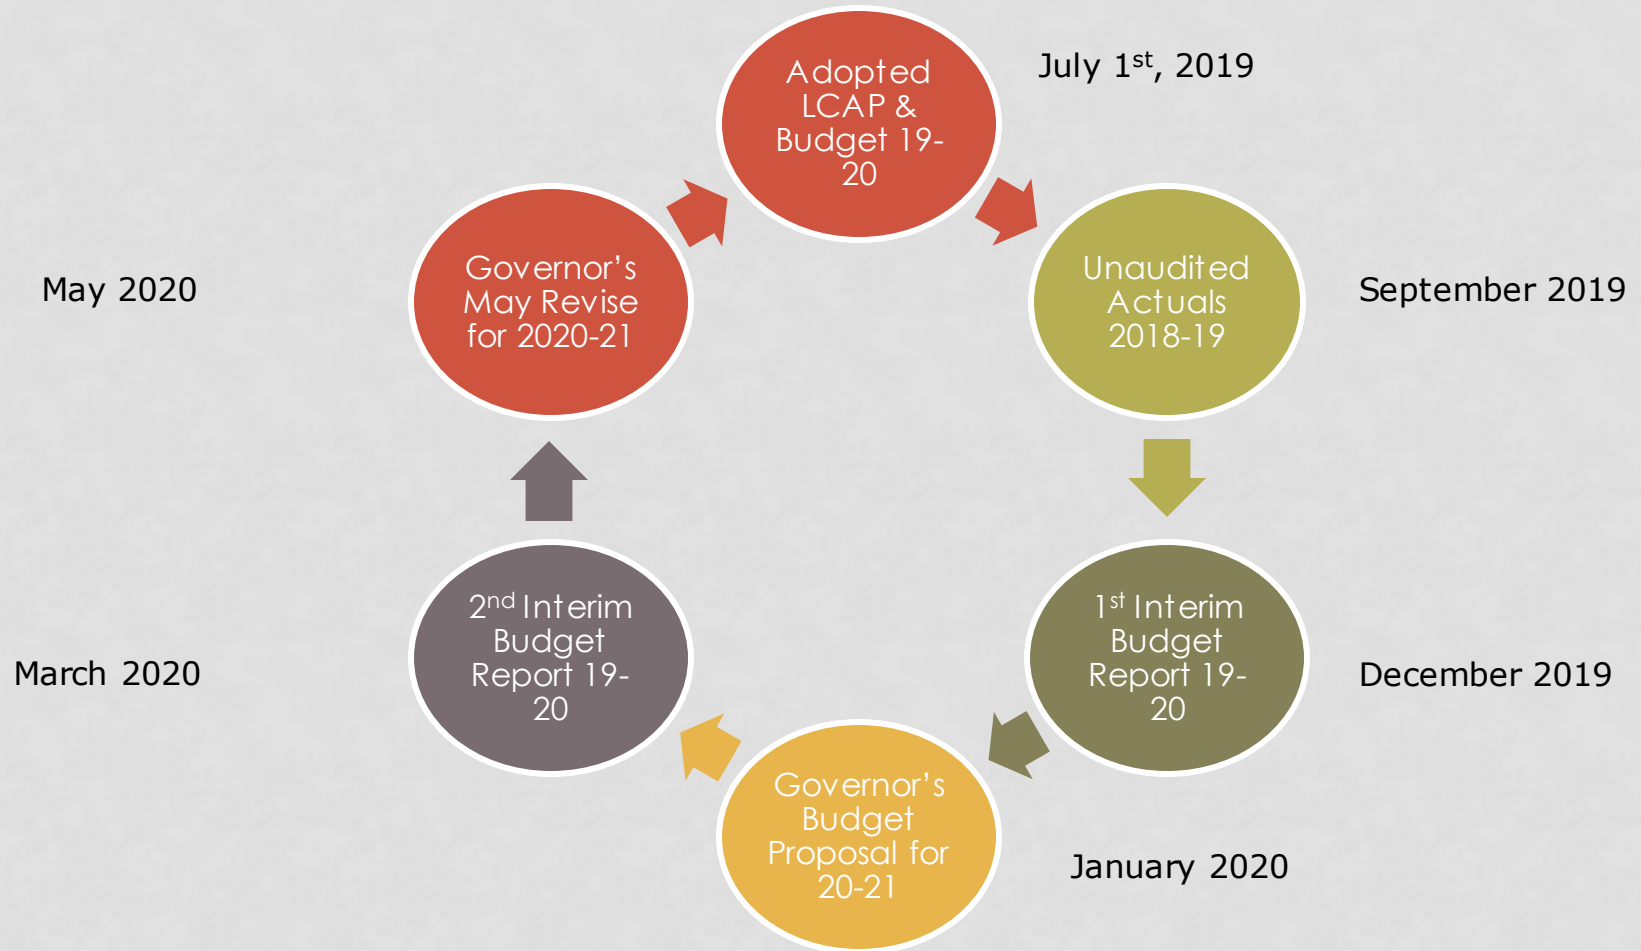 Adopted
LCAP &
Budget 19-
20
July 1st, 2019
Unaudited
Actuals
2018-19
September 2019
1st Interim
Budget
Report 19-
20
December 2019
Governor’s
Budget
Proposal for
20-21
January 2020
2nd Interim
Budget
Report 19-
20
March 2020
Governor’s
May Revise
for 2020-21
May 2020